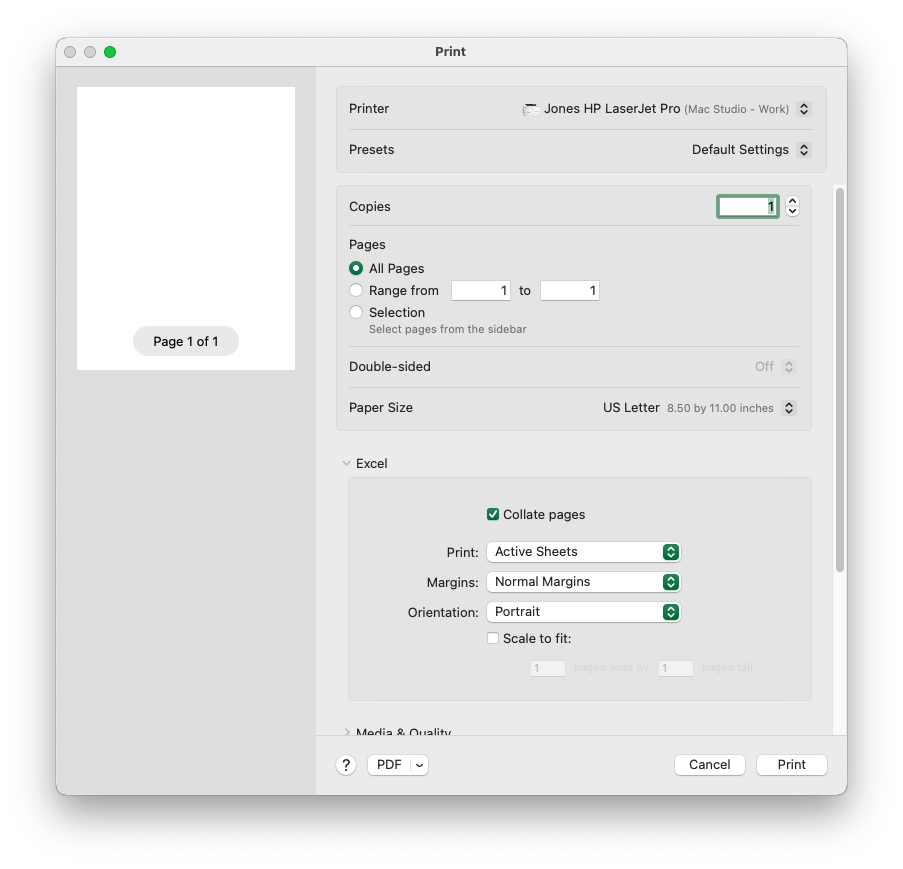 Print
Page 1 of 1
Printer
Jones HP LaserJet Pro (Mac Studio - Work)
Presets
Default Settings
Copies
1
Pages
All Pages
Range from 1 to 1
Selection
Select pages from the sidebar
Double-sided
Off
Paper Size
US Letter 8.50 by 11.00 inches
Excel
Collate pages
Print: Active Sheets
Margins: Normal Margins
Orientation: Portrait
Scale to fit:
1 pages wide by 1 pages tall
Media & Quality
? PDF
Cancel
Print